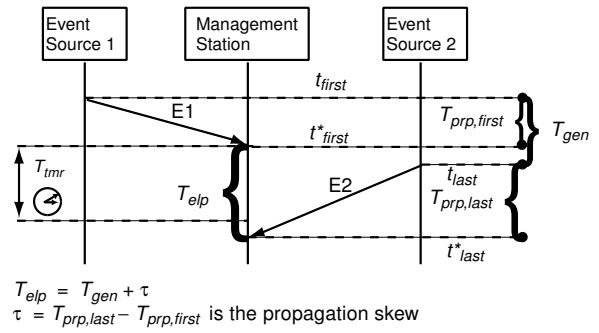 Event Source 1
Management Station
Event Source 2
t_first
E1
T_prp,first
T_gen
t*_first
T_tmr
T_elp
E2
t_last
T_prp,last
t*_last
T_elp = T_gen + τ
τ = T_prp,last − T_prp,first is the propagation skew